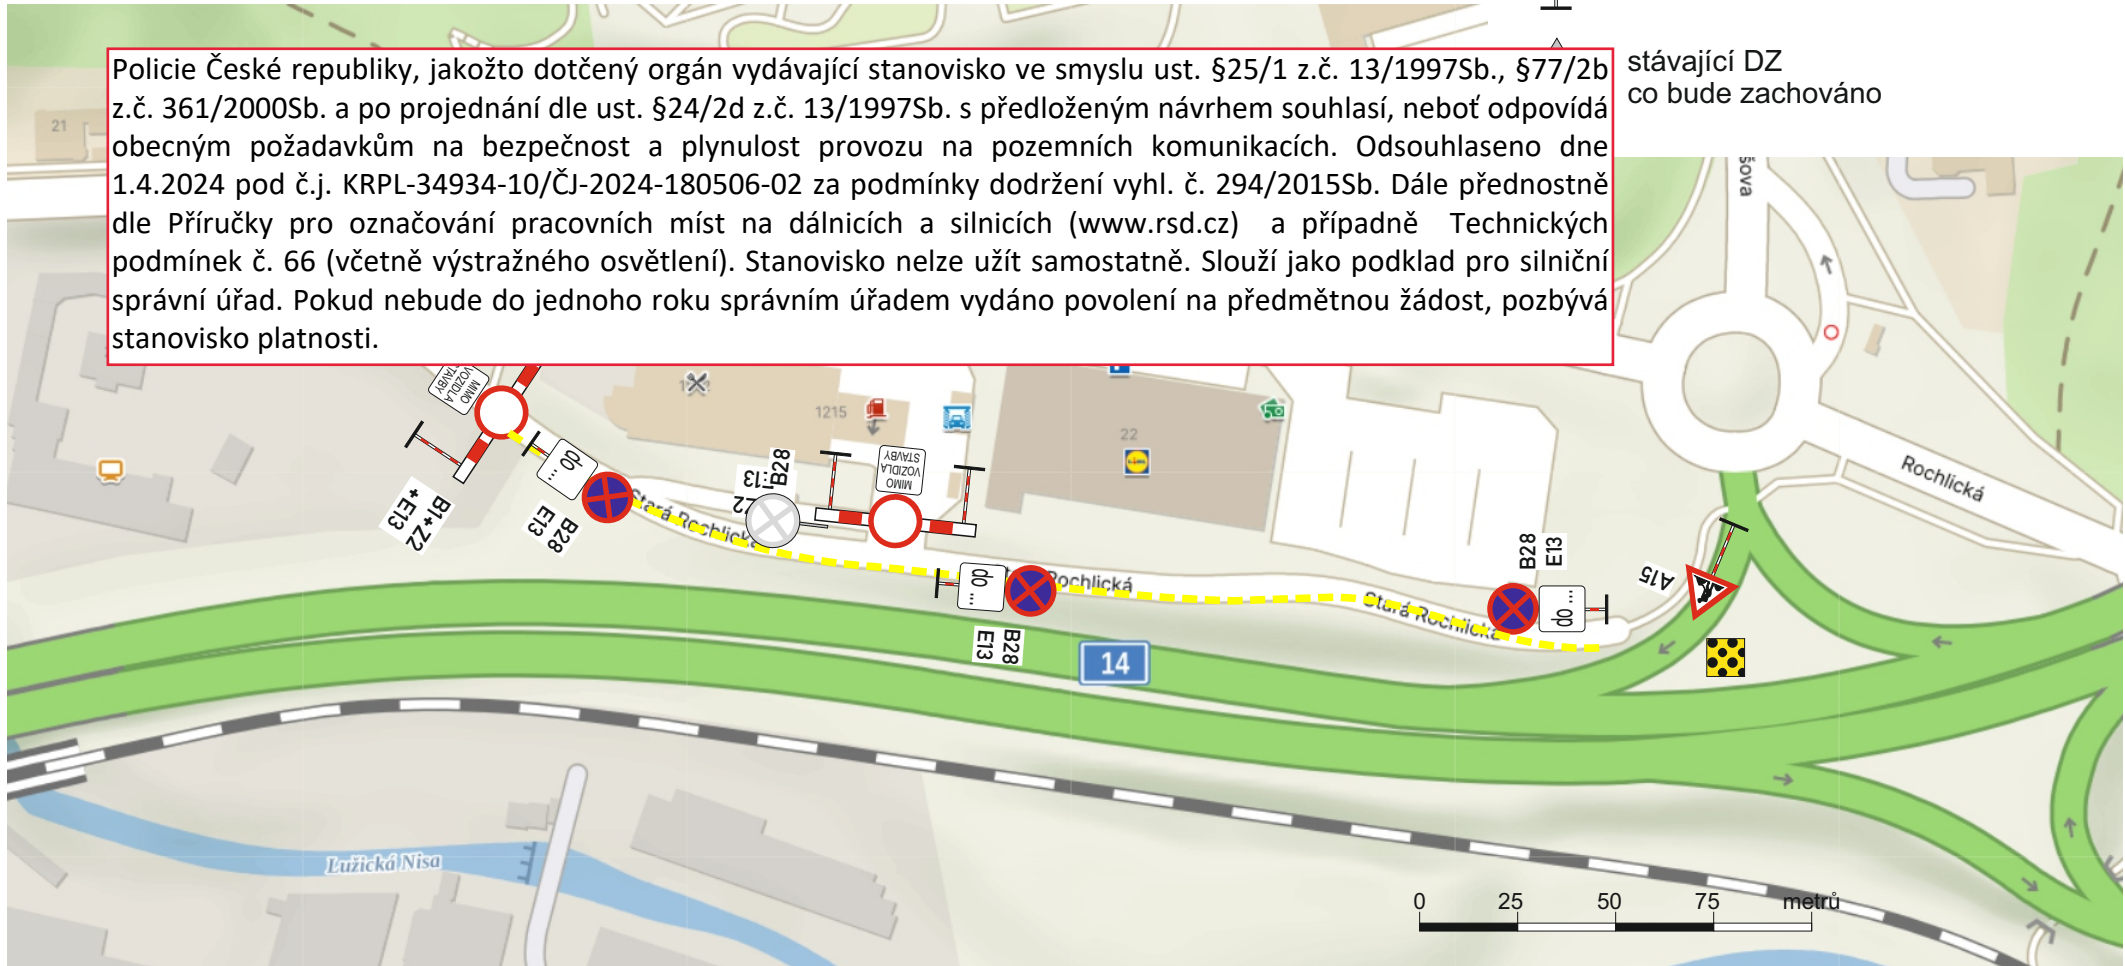 stávající DZ
co bude zachováno
Policie České republiky, jakožto dotčený orgán vydávající stanovisko ve smyslu ust. §25/1 z.č. 13/1997Sb., §77/2b
z.č. 361/2000Sb. a po projednání dle ust. §24/2d z.č. 13/1997Sb. s předloženým návrhem souhlasí, neboť odpovídá
obecným požadavkům na bezpečnost a plynulost provozu na pozemních komunikacích. Odsouhlaseno dne
1.4.2024 pod č.j. KRPL-34934-10/ČJ-2024-180506-02 za podmínky dodržení vyhl. č. 294/2015Sb. Dále přednostně
dle Příručky pro označování pracovních míst na dálnicích a silnicích (www.rsd.cz) a případně Technických
podmínek č. 66 (včetně výstražného osvětlení). Stanovisko nelze užít samostatně. Slouží jako podklad pro silniční
správní úřad. Pokud nebude do jednoho roku správním úřadem vydáno povolení na předmětnou žádost, pozbývá
stanovisko platnosti.
21
šova
MIMO
VOZIDLA
STAVBY
1215
22
Rochlická
B1+Z2
+ E13
do ...
B28
E13
Stará Rochlická
B28
E13
MIMO
VOZIDLA
STAVBY
do ...
B28
E13
Rochlická
14
Stará Rochlická
B28
E13
do ...
A15
Lužická Nisa
0 25 50 75 metrů